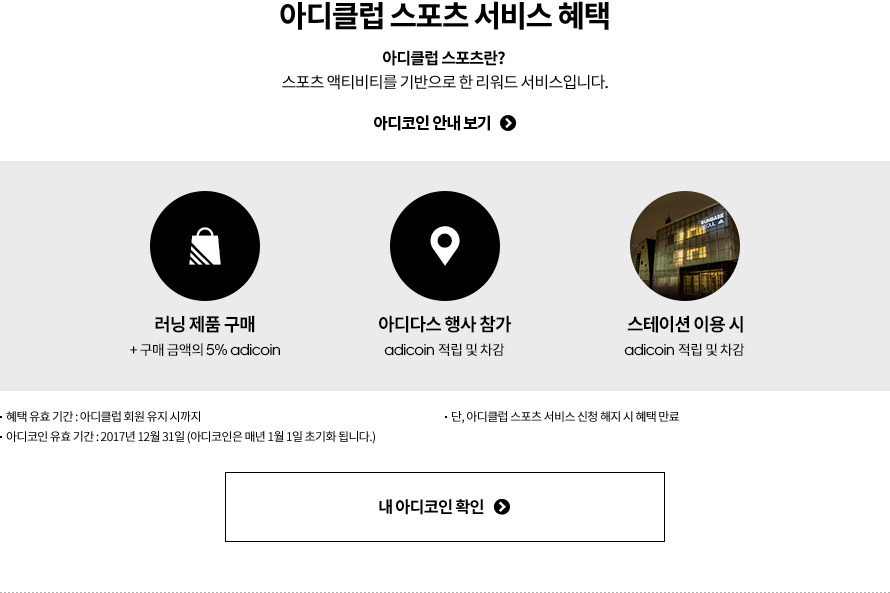 아디클럽 스포츠 서비스 혜택
아디클럽 스포츠란?
스포츠 액티비티를 기반으로 한 리워드 서비스입니다.
아디코인 안내 보기
RUNBASE
SEOUL
러닝 제품 구매
+ 구매 금액의 5% adicoin
아디다스 행사 참가
adicoin 적립 및 차감
스테이션 이용 시
adicoin 적립 및 차감
· 혜택 유효 기간 : 아디클럽 회원 유지 시까지
· 아디코인 유효 기간 : 2017년 12월 31일 (아디코인은 매년 1월 1일 초기화 됩니다.)
· 단, 아디클럽 스포츠 서비스 신청 해지 시 혜택 만료
내 아디코인 확인